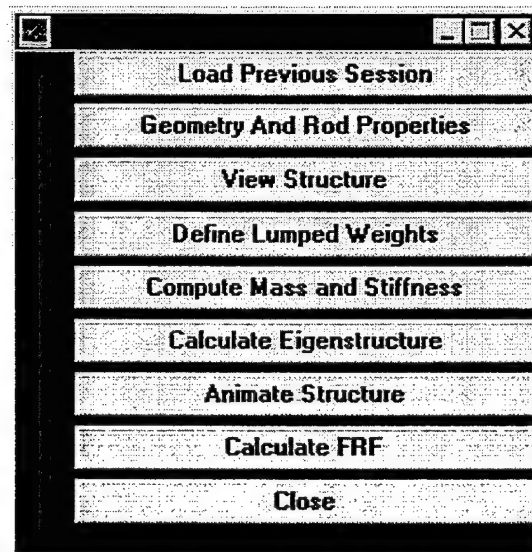 Load Previous Session
Geometry And Rod Properties
View Structure
Define Lumped Weights
Compute Mass and Stiffness
Calculate Eigenstructure
Animate Structure
Calculate FRF
Close